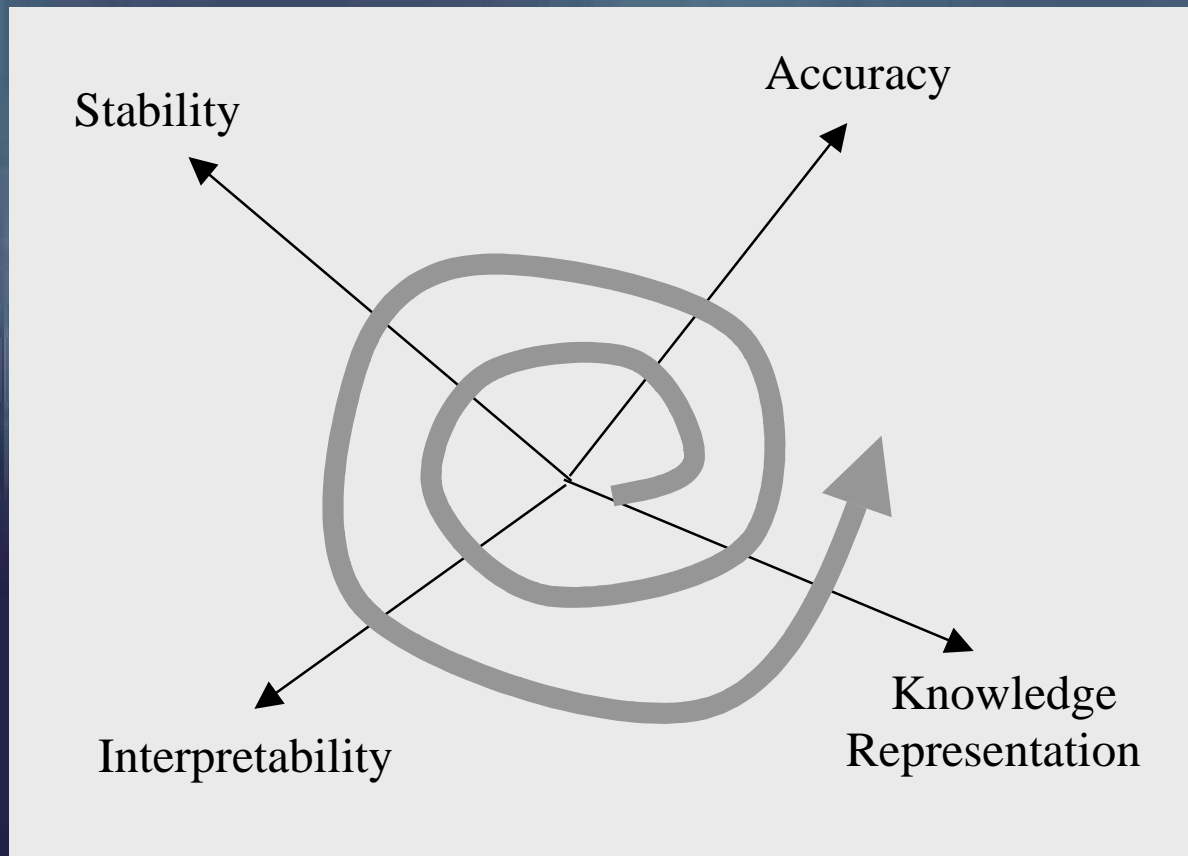 Accuracy
Stability
Knowledge
Representation
Interpretability